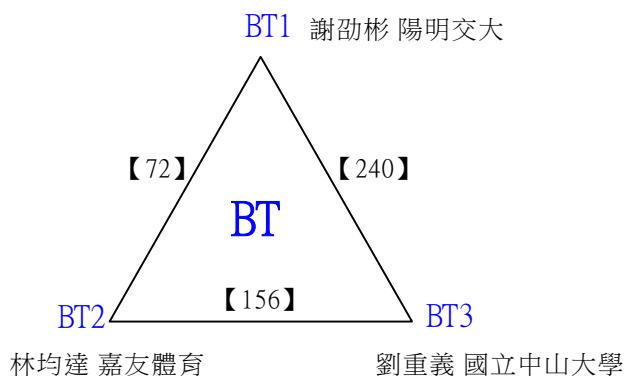 BT1 謝劭彬 陽明交大
【72】
【240】
BT
【156】
BT2
BT3
林均達 嘉友體育
劉重義 國立中山大學